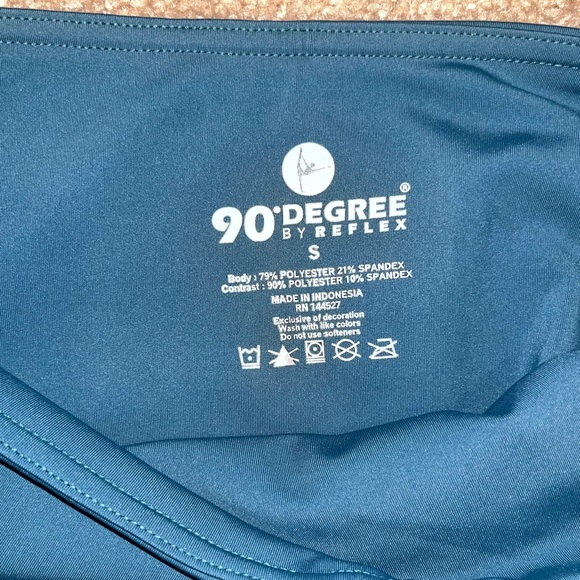 90° DEGREE®
BY REFLEX
S
Body : 79% POLYESTER 21% SPANDEX
Contrast : 90% POLYESTER 10% SPANDEX
MADE IN INDONESIA
RN 144527
Exclusive of decoration
Wash with like colors
Do not use softeners